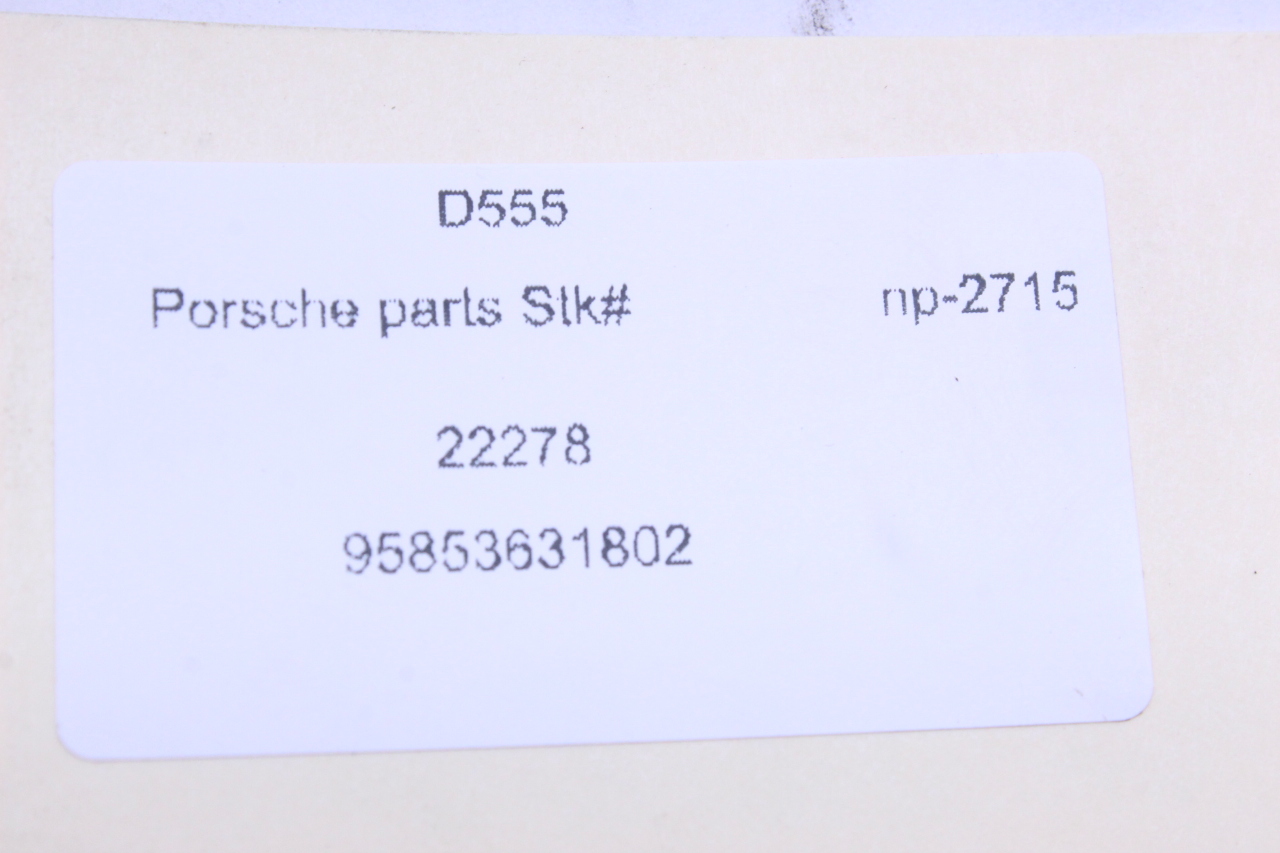 D555
Porsche parts Stk# np-2715
22278
95853631802